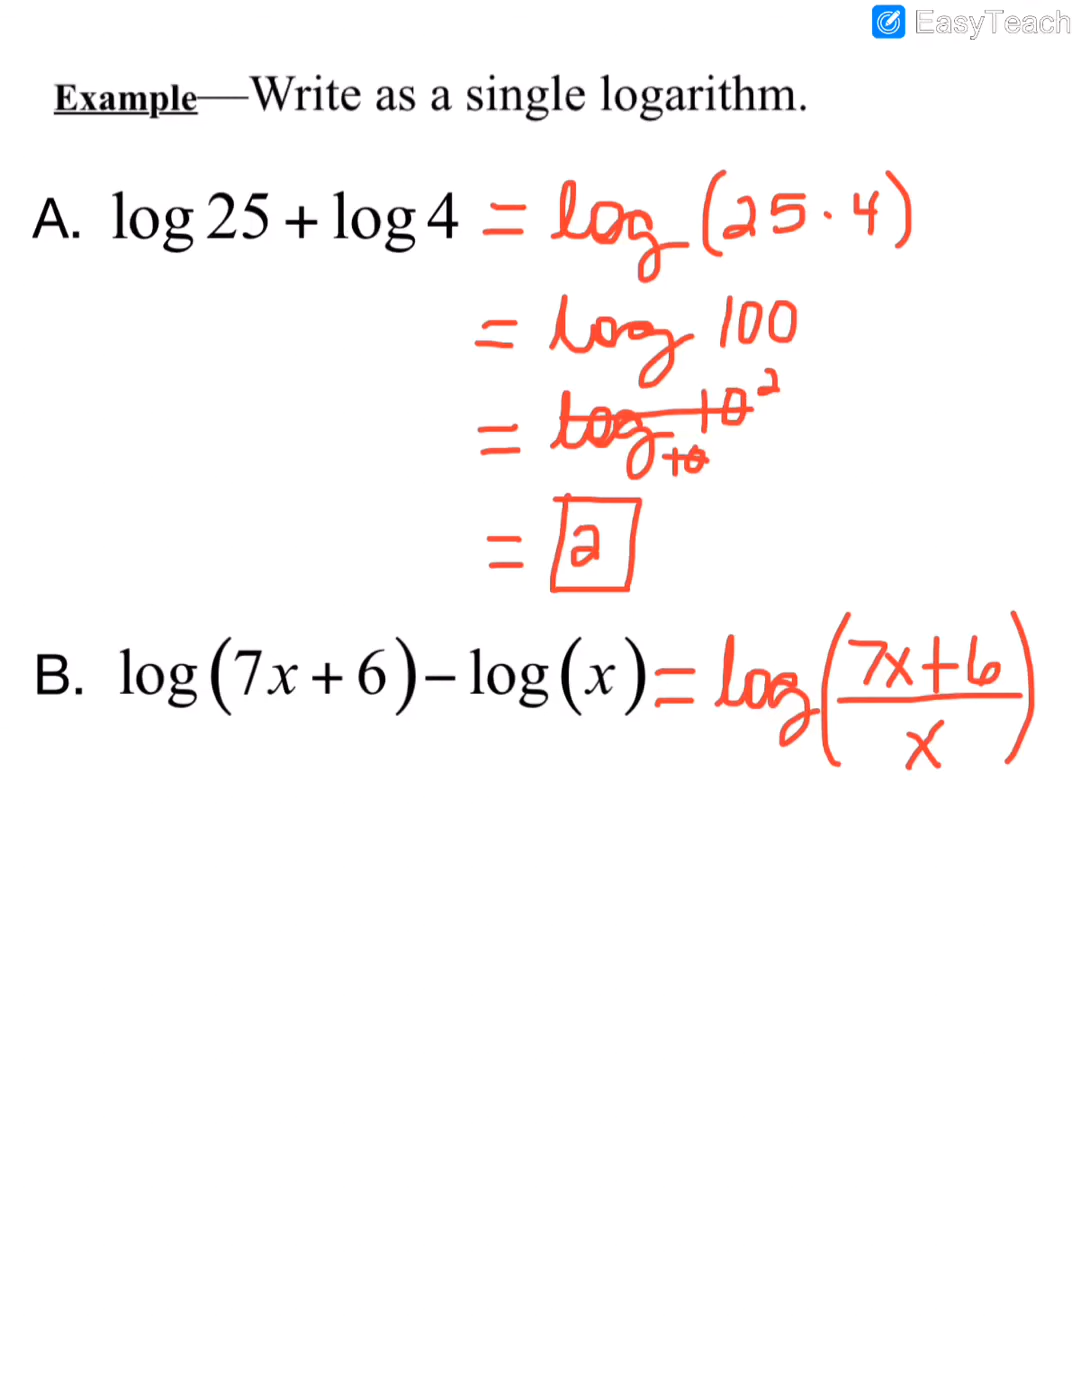 EasyTeach
Example—Write as a single logarithm.
A. log 25 + log 4 = log (25 · 4)
= log 100
= log₁₀ 10²
= 2
B. log(7x + 6) – log(x) = log((7x+6)/x)